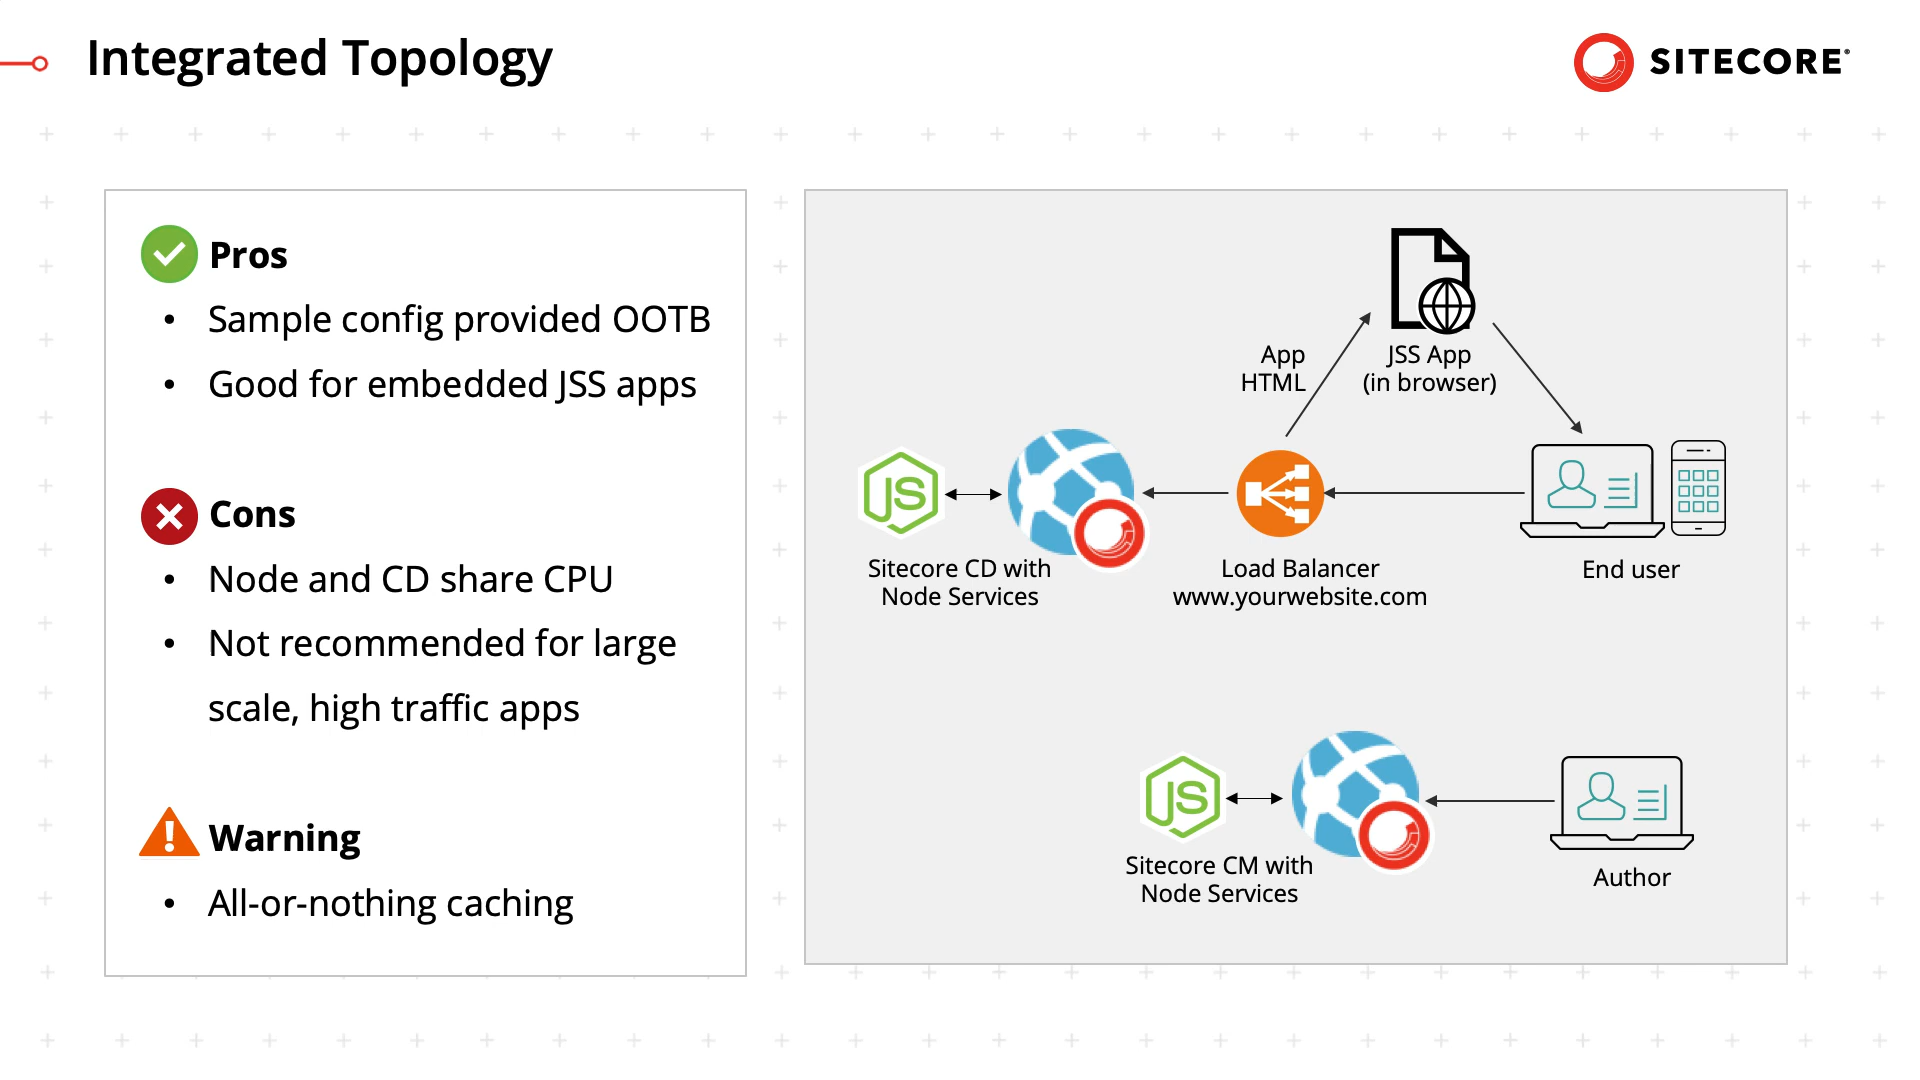 Integrated Topology
SITECORE®
Pros
• Sample config provided OOTB
• Good for embedded JSS apps
Cons
• Node and CD share CPU
• Not recommended for large
scale, high traffic apps
Warning
• All-or-nothing caching
App
HTML
JSS App
(in browser)
JS
Sitecore CD with
Node Services
Load Balancer
www.yourwebsite.com
End user
JS
Sitecore CM with
Node Services
Author